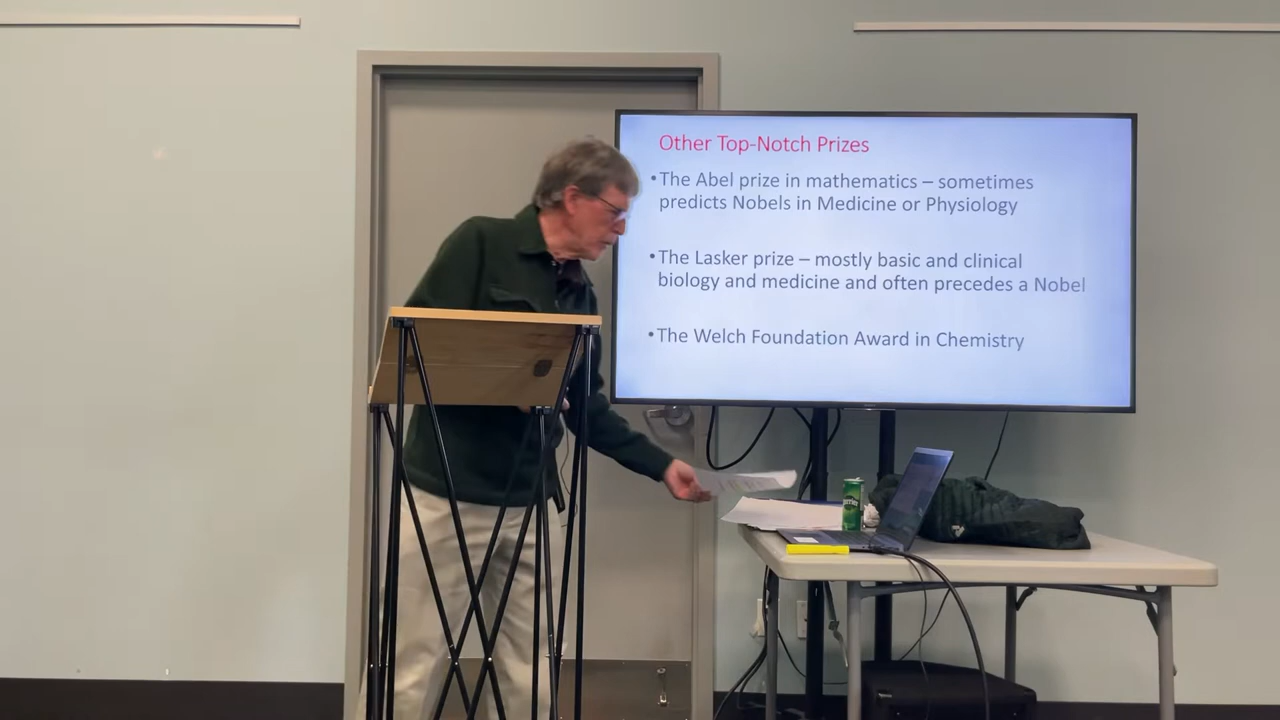 Other Top-Notch Prizes
•The Abel prize in mathematics – sometimes
predicts Nobels in Medicine or Physiology
•The Lasker prize – mostly basic and clinical
biology and medicine and often precedes a Nobel
•The Welch Foundation Award in Chemistry